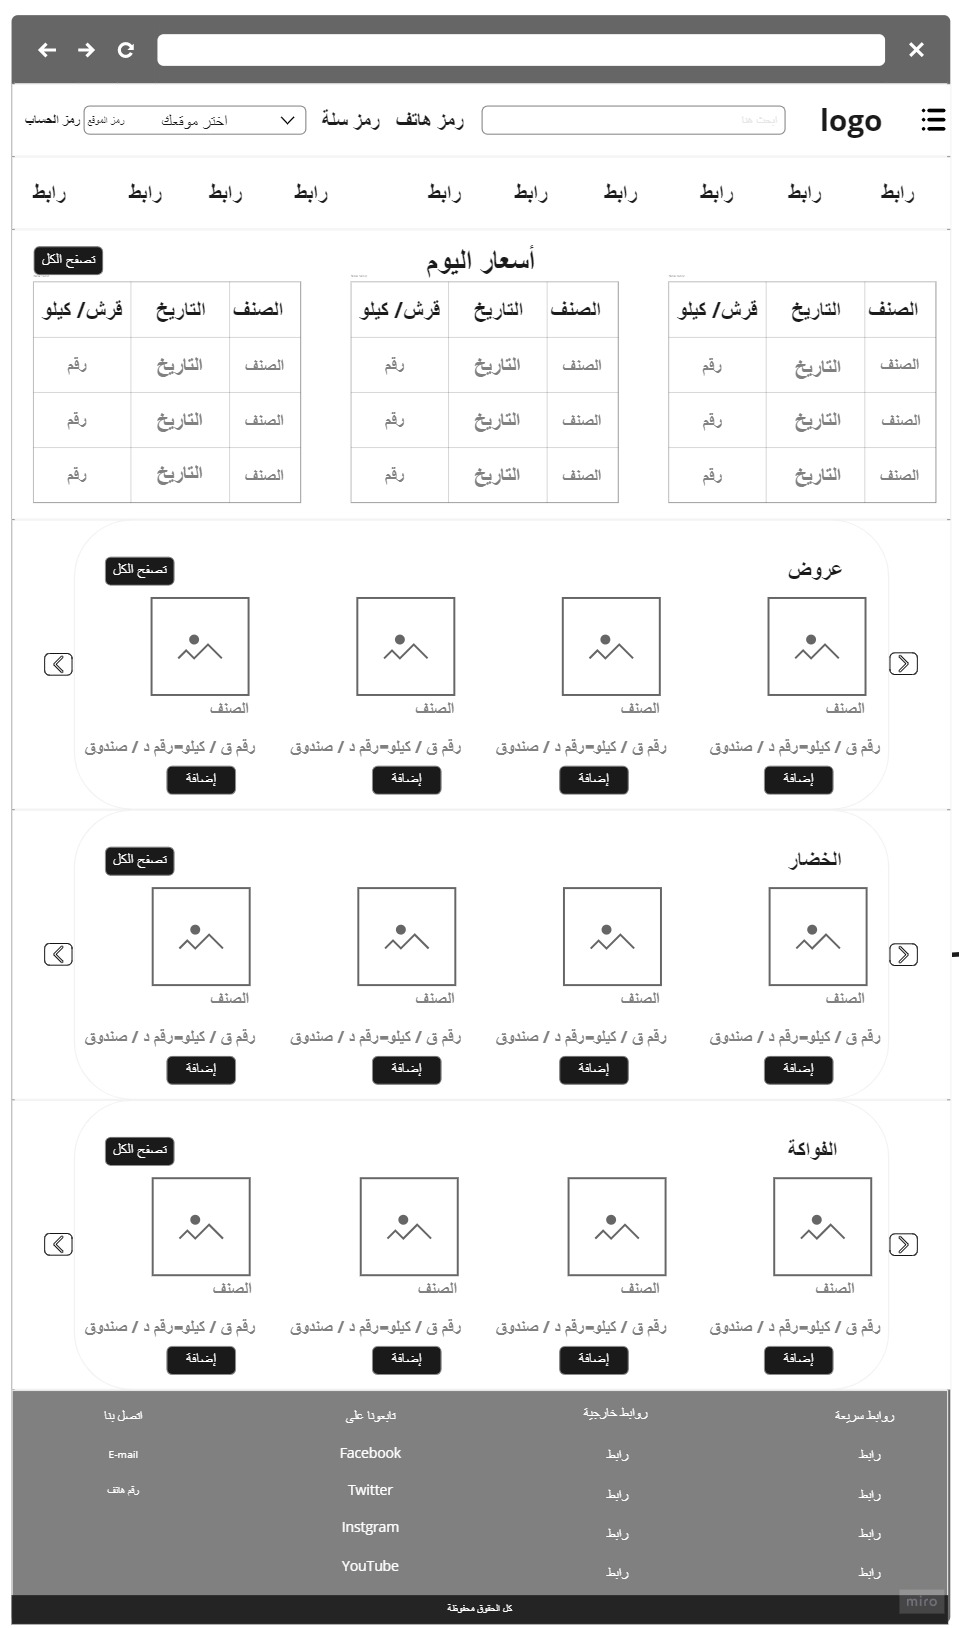 logo ابحث هنا رمز هاتف رمز سلة اختر موقعك رمز الموقع رمز الحساب
رابط رابط رابط رابط رابط رابط رابط رابط رابط رابط
أسعار اليوم تصفح الكل
الصنف التاريخ قرش/ كيلو الصنف التاريخ قرش/ كيلو الصنف التاريخ قرش/ كيلو
الصنف التاريخ رقم الصنف التاريخ رقم الصنف التاريخ رقم
الصنف التاريخ رقم الصنف التاريخ رقم الصنف التاريخ رقم
الصنف التاريخ رقم الصنف التاريخ رقم الصنف التاريخ رقم
عروض تصفح الكل
الصنف الصنف الصنف الصنف
رقم ق / كيلو=رقم د / صندوق رقم ق / كيلو=رقم د / صندوق رقم ق / كيلو=رقم د / صندوق رقم ق / كيلو=رقم د / صندوق
إضافة إضافة إضافة إضافة
الخضار تصفح الكل
الصنف الصنف الصنف الصنف
رقم ق / كيلو=رقم د / صندوق رقم ق / كيلو=رقم د / صندوق رقم ق / كيلو=رقم د / صندوق رقم ق / كيلو=رقم د / صندوق
إضافة إضافة إضافة إضافة
الفواكة تصفح الكل
الصنف الصنف الصنف الصنف
رقم ق / كيلو=رقم د / صندوق رقم ق / كيلو=رقم د / صندوق رقم ق / كيلو=رقم د / صندوق رقم ق / كيلو=رقم د / صندوق
إضافة إضافة إضافة إضافة
روابط سريعة روابط خارجية تابعونا على اتصل بنا
رابط رابط Facebook E-mail
رابط رابط Twitter رقم هاتف
رابط رابط Instgram
رابط رابط YouTube
miro
كل الحقوق محفوظة